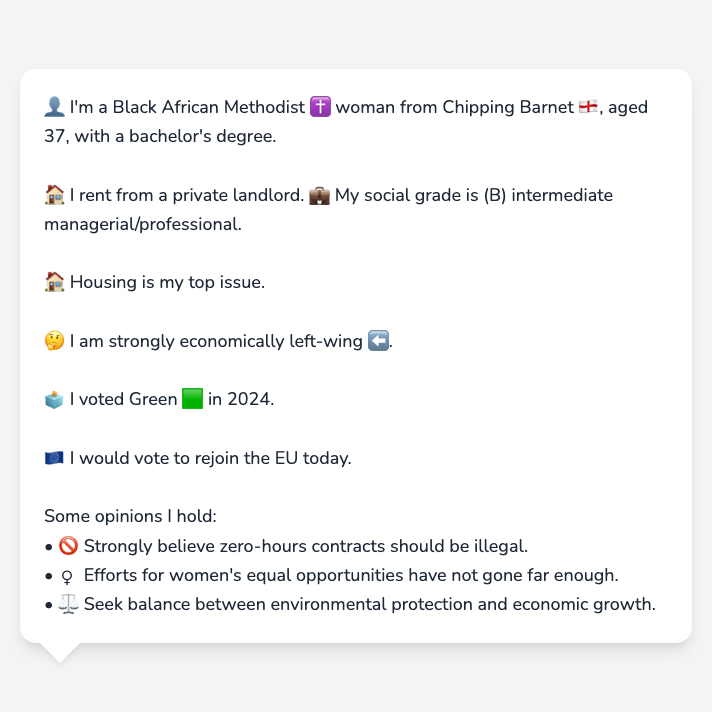 👤 I'm a Black African Methodist ✝️ woman from Chipping Barnet 🏴󠁧󠁢󠁥󠁮󠁧󠁿, aged
37, with a bachelor's degree.
🏠 I rent from a private landlord. 💼 My social grade is (B) intermediate
managerial/professional.
🏠 Housing is my top issue.
🤔 I am strongly economically left-wing ⬅️.
🗳️ I voted Green 🟩 in 2024.
🇪🇺 I would vote to rejoin the EU today.
Some opinions I hold:
• 🚫 Strongly believe zero-hours contracts should be illegal.
• ♀ Efforts for women's equal opportunities have not gone far enough.
• ⚖️ Seek balance between environmental protection and economic growth.